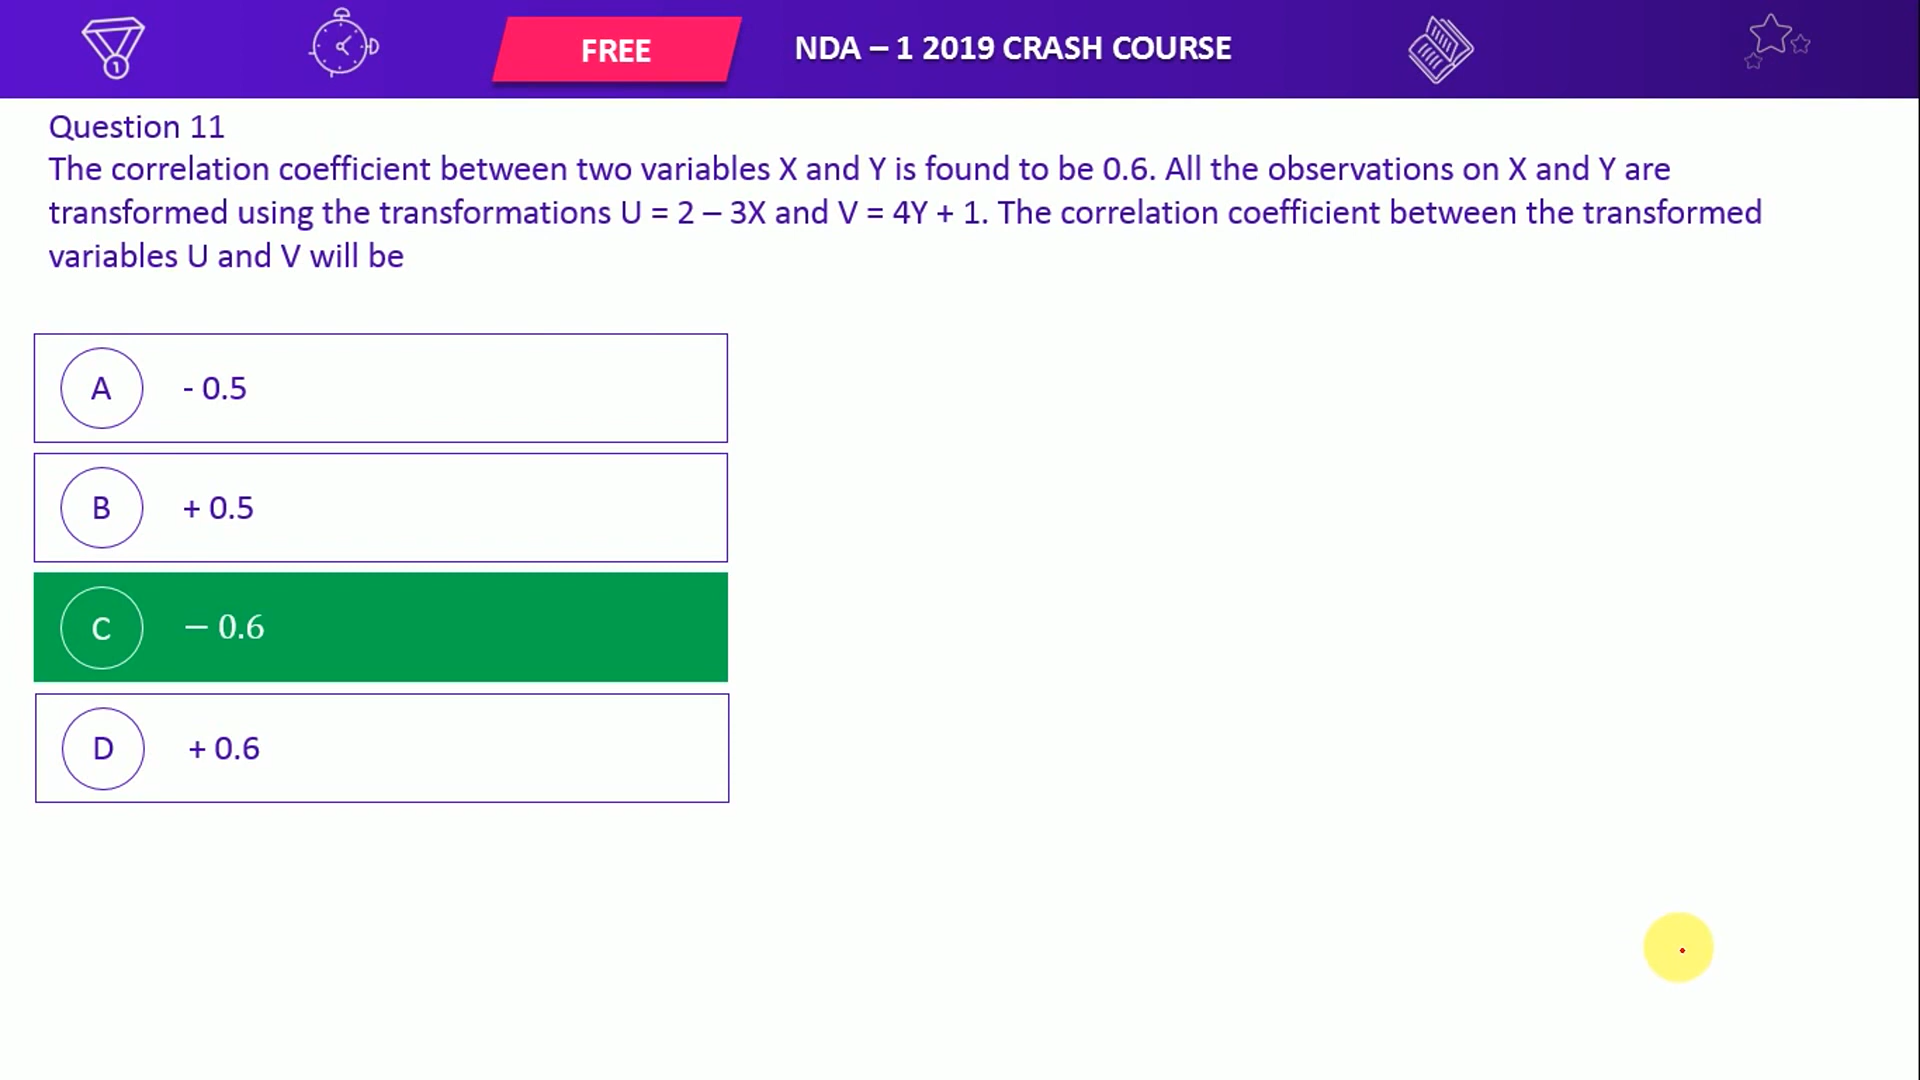 1
FREE
NDA – 1 2019 CRASH COURSE
Question 11
The correlation coefficient between two variables X and Y is found to be 0.6. All the observations on X and Y are
transformed using the transformations U = 2 – 3X and V = 4Y + 1. The correlation coefficient between the transformed
variables U and V will be
A - 0.5
B + 0.5
C − 0.6
D + 0.6